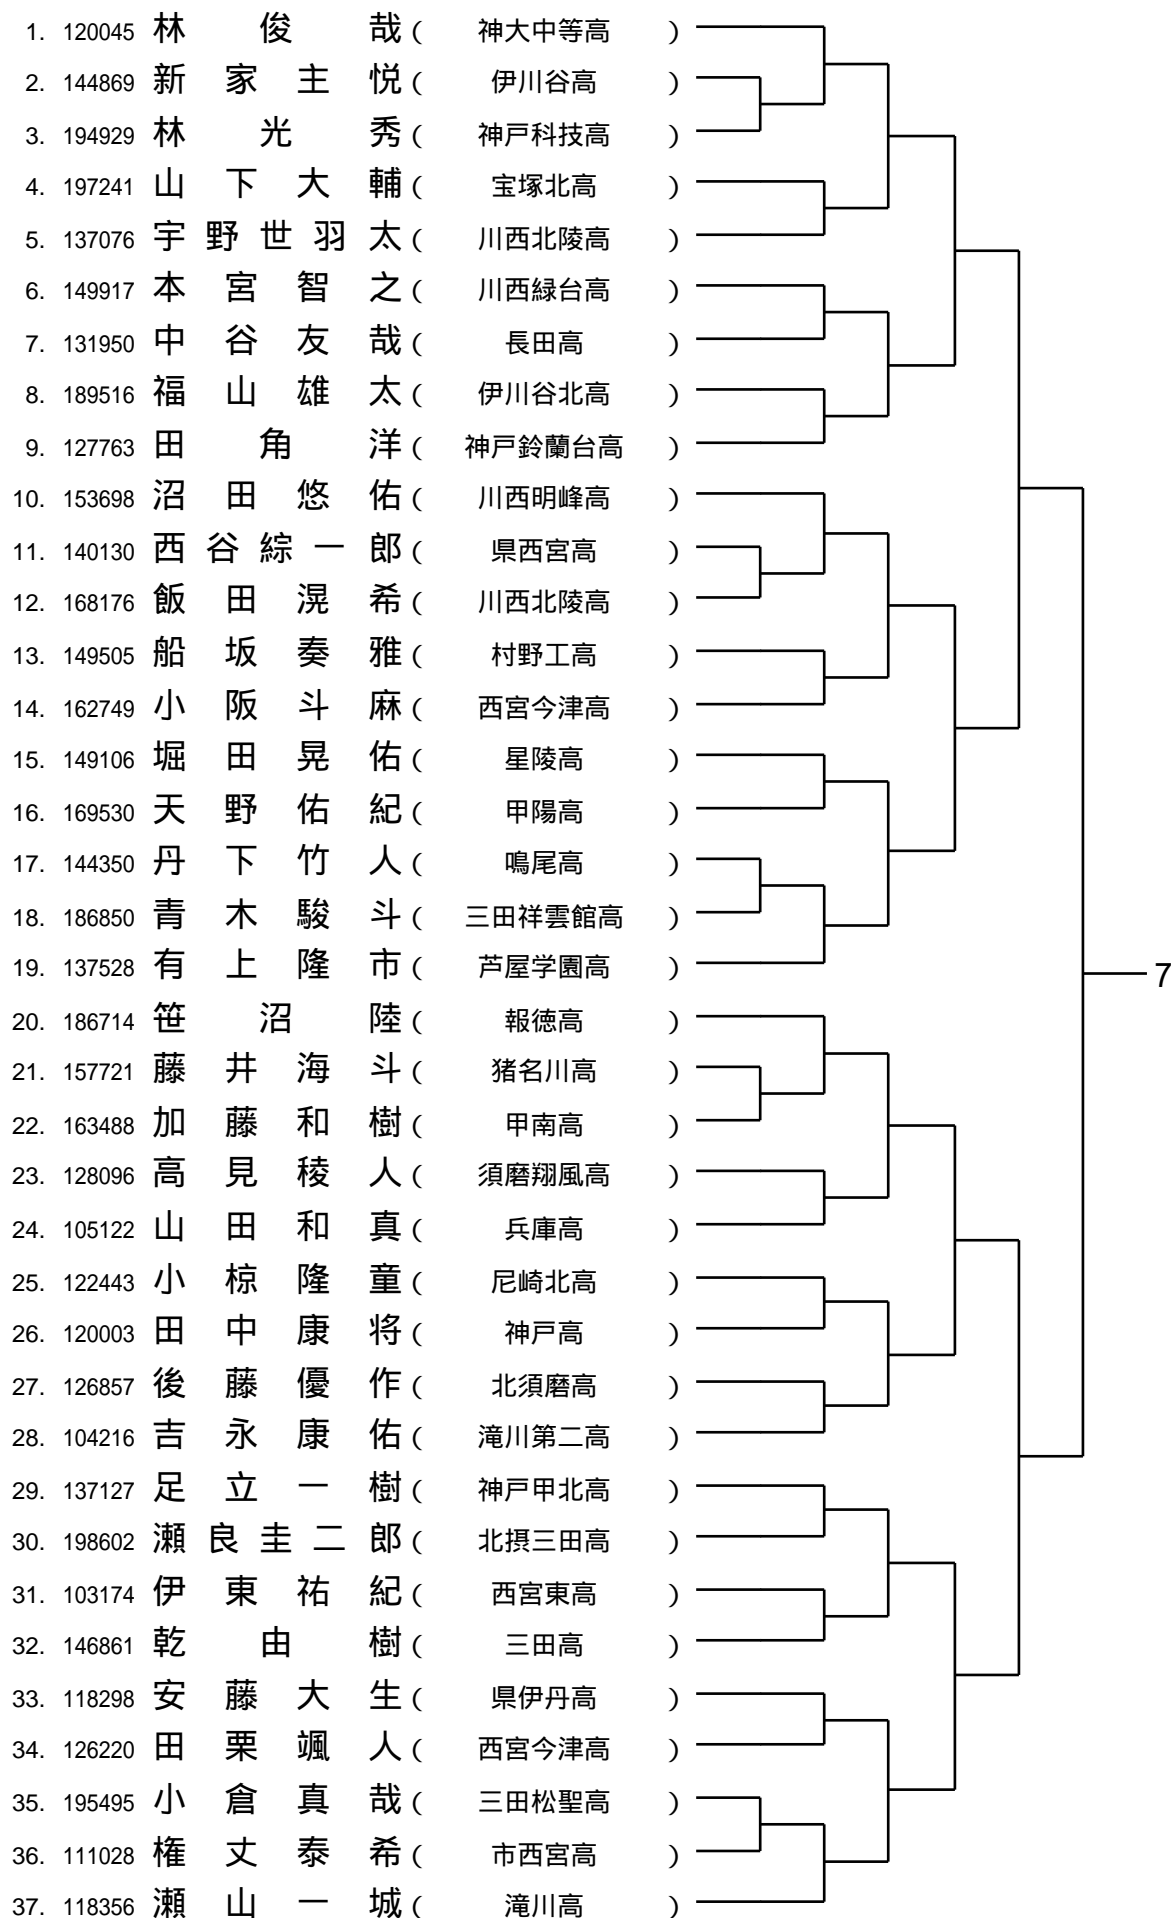 1. 120045 林 俊 哉 ( 神大中等高 )
2. 144869 新 家 主 悦 ( 伊川谷高 )
3. 194929 林 光 秀 ( 神戸科技高 )
4. 197241 山 下 大 輔 ( 宝塚北高 )
5. 137076 宇 野 世 羽 太 ( 川西北陵高 )
6. 149917 本 宮 智 之 ( 川西緑台高 )
7. 131950 中 谷 友 哉 ( 長田高 )
8. 189516 福 山 雄 太 ( 伊川谷北高 )
9. 127763 田 角 洋 ( 神戸鈴蘭台高 )
10. 153698 沼 田 悠 佑 ( 川西明峰高 )
11. 140130 西 谷 綜 一 郎 ( 県西宮高 )
12. 168176 飯 田 滉 希 ( 川西北陵高 )
13. 149505 船 坂 奏 雅 ( 村野工高 )
14. 162749 小 阪 斗 麻 ( 西宮今津高 )
15. 149106 堀 田 晃 佑 ( 星陵高 )
16. 169530 天 野 佑 紀 ( 甲陽高 )
17. 144350 丹 下 竹 人 ( 鳴尾高 )
18. 186850 青 木 駿 斗 ( 三田祥雲館高 )
19. 137528 有 上 隆 市 ( 芦屋学園高 )
7
20. 186714 笹 沼 陸 ( 報徳高 )
21. 157721 藤 井 海 斗 ( 猪名川高 )
22. 163488 加 藤 和 樹 ( 甲南高 )
23. 128096 高 見 稜 人 ( 須磨翔風高 )
24. 105122 山 田 和 真 ( 兵庫高 )
25. 122443 小 椋 隆 童 ( 尼崎北高 )
26. 120003 田 中 康 将 ( 神戸高 )
27. 126857 後 藤 優 作 ( 北須磨高 )
28. 104216 吉 永 康 佑 ( 滝川第二高 )
29. 137127 足 立 一 樹 ( 神戸甲北高 )
30. 198602 瀬 良 圭 二 郎 ( 北摂三田高 )
31. 103174 伊 東 祐 紀 ( 西宮東高 )
32. 146861 乾 由 樹 ( 三田高 )
33. 118298 安 藤 大 生 ( 県伊丹高 )
34. 126220 田 栗 颯 人 ( 西宮今津高 )
35. 195495 小 倉 真 哉 ( 三田松聖高 )
36. 111028 権 丈 泰 希 ( 市西宮高 )
37. 118356 瀬 山 一 城 ( 滝川高 )